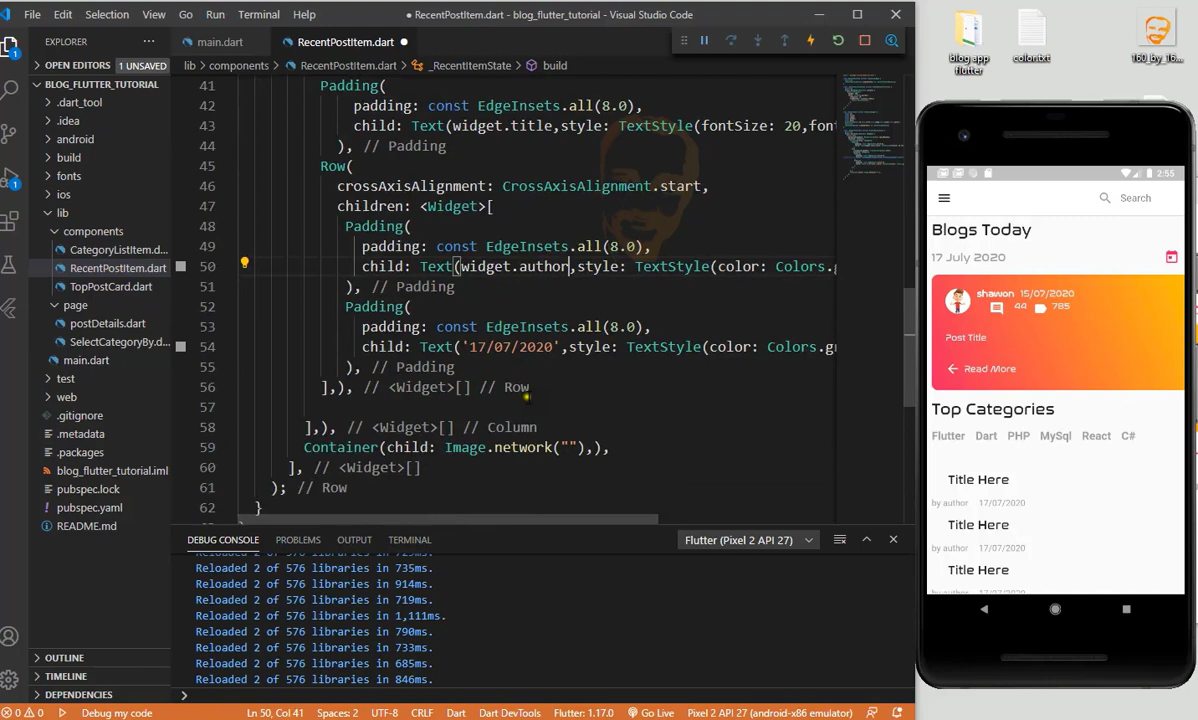 File Edit Selection View Go Run Terminal Help
● RecentPostItem.dart - blog_flutter_tutorial - Visual Studio Code
EXPLORER
OPEN EDITORS 1 UNSAVED
BLOG_FLUTTER_TUTORIAL
.dart_tool
.idea
android
build
fonts
ios
lib
components
CategoryListItem.d...
RecentPostItem.dart
TopPostCard.dart
page
postDetails.dart
SelectCategoryBy.d...
main.dart
test
web
.gitignore
.metadata
.packages
blog_flutter_tutorial.iml
pubspec.lock
pubspec.yaml
README.md
OUTLINE
TIMELINE
DEPENDENCIES
main.dart RecentPostItem.dart ●
lib > components > RecentPostItem.dart > _RecentItemState > build
41 Padding(
42 padding: const EdgeInsets.all(8.0),
43 child: Text(widget.title,style: TextStyle(fontSize: 20,font
44 ), // Padding
45 Row(
46 crossAxisAlignment: CrossAxisAlignment.start,
47 children: <Widget>[
48 Padding(
49 padding: const EdgeInsets.all(8.0),
50 child: Text(widget.author,style: TextStyle(color: Colors.g
51 ), // Padding
52 Padding(
53 padding: const EdgeInsets.all(8.0),
54 child: Text('17/07/2020',style: TextStyle(color: Colors.gr
55 ), // Padding
56 ],), // <Widget>[] // Row
57
58 ],), // <Widget>[] // Column
59 Container(child: Image.network(""),),
60 ], // <Widget>[]
61 ); // Row
62 }
DEBUG CONSOLE PROBLEMS OUTPUT TERMINAL
Flutter (Pixel 2 API 27)
Reloaded 2 of 576 libraries in 735ms.
Reloaded 2 of 576 libraries in 914ms.
Reloaded 2 of 576 libraries in 719ms.
Reloaded 2 of 576 libraries in 1,111ms.
Reloaded 2 of 576 libraries in 790ms.
Reloaded 2 of 576 libraries in 733ms.
Reloaded 2 of 576 libraries in 685ms.
Reloaded 2 of 576 libraries in 846ms.
0 0 Debug my code Ln 50, Col 41 Spaces: 2 UTF-8 CRLF Dart Dart DevTools Flutter: 1.17.0 Go Live Pixel 2 API 27 (android-x86 emulator)
blog app flutter
color.txt
160_by_16...
2:55
Search
Blogs Today
17 July 2020
shawon 15/07/2020
44 785
Post Title
Read More
Top Categories
Flutter Dart PHP MySql React C#
Title Here
by author 17/07/2020
Title Here
by author 17/07/2020
Title Here